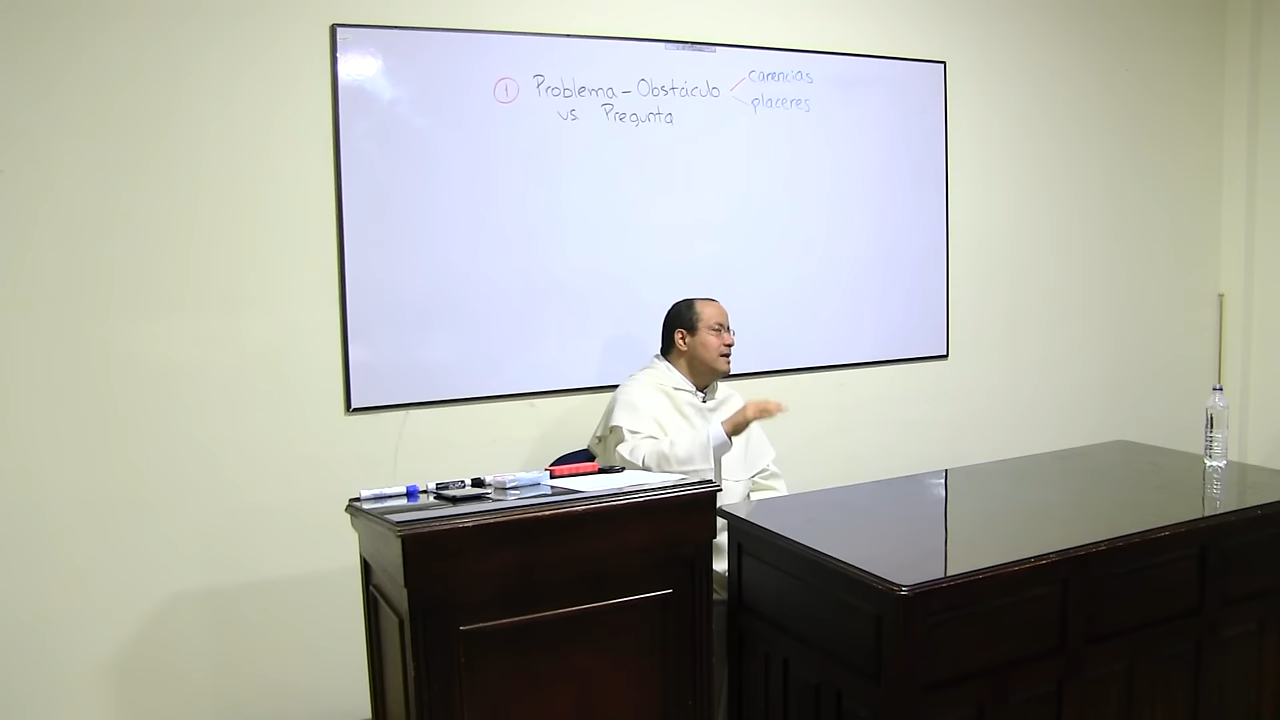 ① Problema – Obstáculo
carencias
placeres
vs. Pregunta